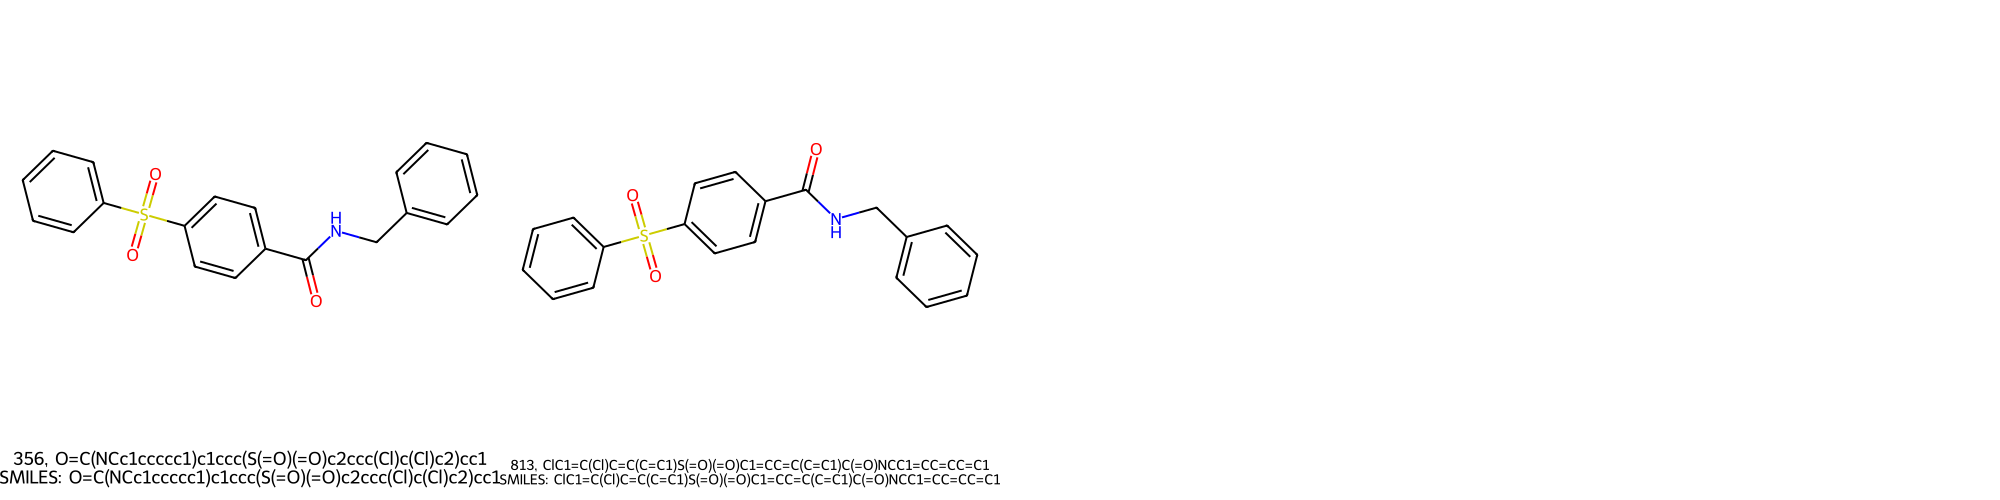 O
S
O
H
N
O
O
S
O
O
N
H
356, O=C(NCc1ccccc1)c1ccc(S(=O)(=O)c2ccc(Cl)c(Cl)c2)cc1
SMILES: O=C(NCc1ccccc1)c1ccc(S(=O)(=O)c2ccc(Cl)c(Cl)c2)cc1
813, ClC1=C(Cl)C=C(C=C1)S(=O)(=O)C1=CC=C(C=C1)C(=O)NCC1=CC=CC=C1
SMILES: ClC1=C(Cl)C=C(C=C1)S(=O)(=O)C1=CC=C(C=C1)C(=O)NCC1=CC=CC=C1